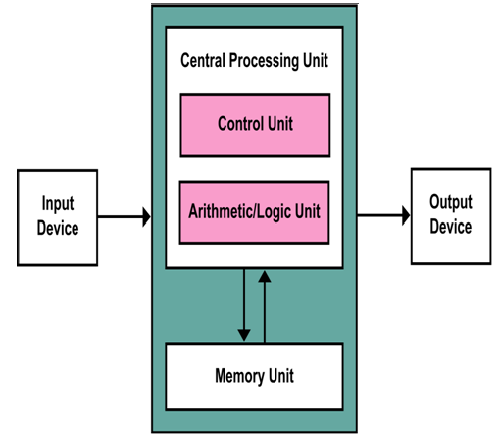 Central Processing Unit
Control Unit
Arithmetic/Logic Unit
Input
Device
Output
Device
Memory Unit